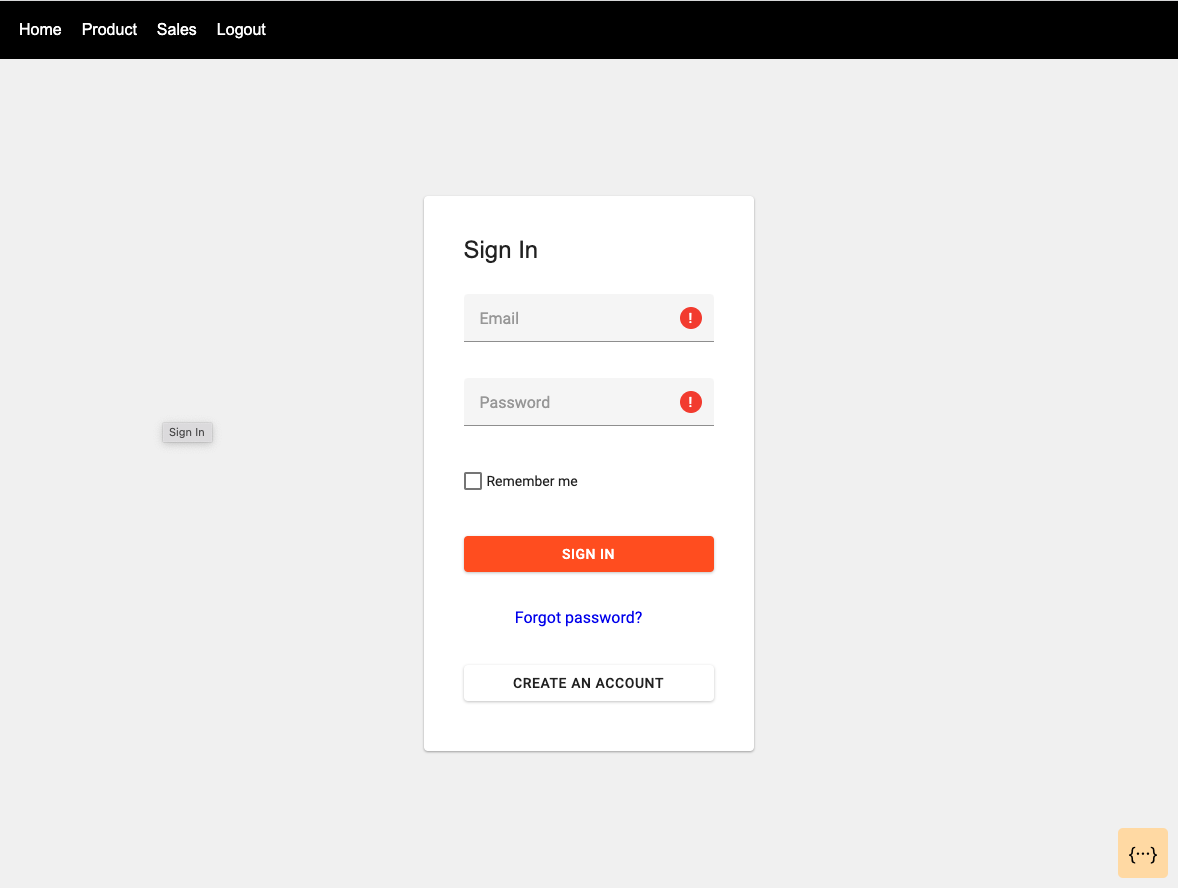 Home Product Sales Logout
Sign In
Email !
Password !
Sign In
Remember me
SIGN IN
Forgot password?
CREATE AN ACCOUNT
{···}